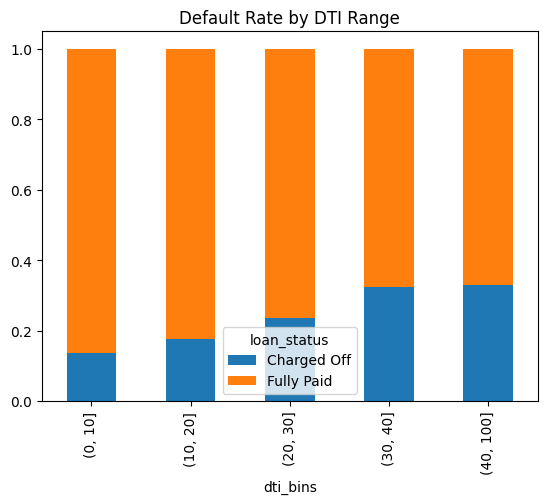 Default Rate by DTI Range
1.0
0.8
0.6
0.4
0.2
0.0
loan_status
Charged Off
Fully Paid
(0, 10]
(10, 20]
(20, 30]
(30, 40]
(40, 100]
dti_bins